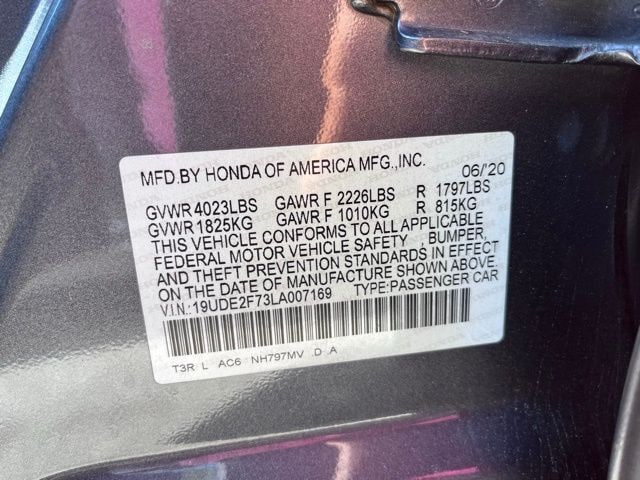 MFD.BY HONDA OF AMERICA MFG.,INC. 06/'20
GVWR 4023LBS GAWR F 2226LBS R 1797LBS
GVWR 1825KG GAWR F 1010KG R 815KG
THIS VEHICLE CONFORMS TO ALL APPLICABLE
FEDERAL MOTOR VEHICLE SAFETY , BUMPER,
AND THEFT PREVENTION STANDARDS IN EFFECT
ON THE DATE OF MANUFACTURE SHOWN ABOVE.
V.I.N.: 19UDE2F73LA007169 TYPE:PASSENGER CAR
T3R L AC6 NH797MV .D .A